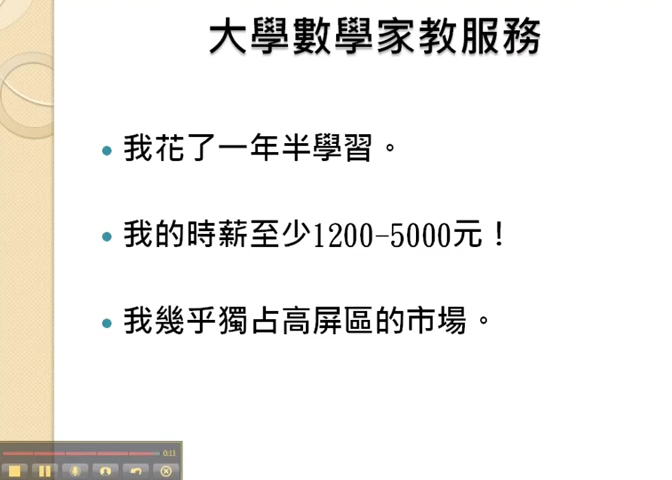 大學數學家教服務
我花了一年半學習。
我的時薪至少1200-5000元！
我幾乎獨占高屏區的市場。
0:11